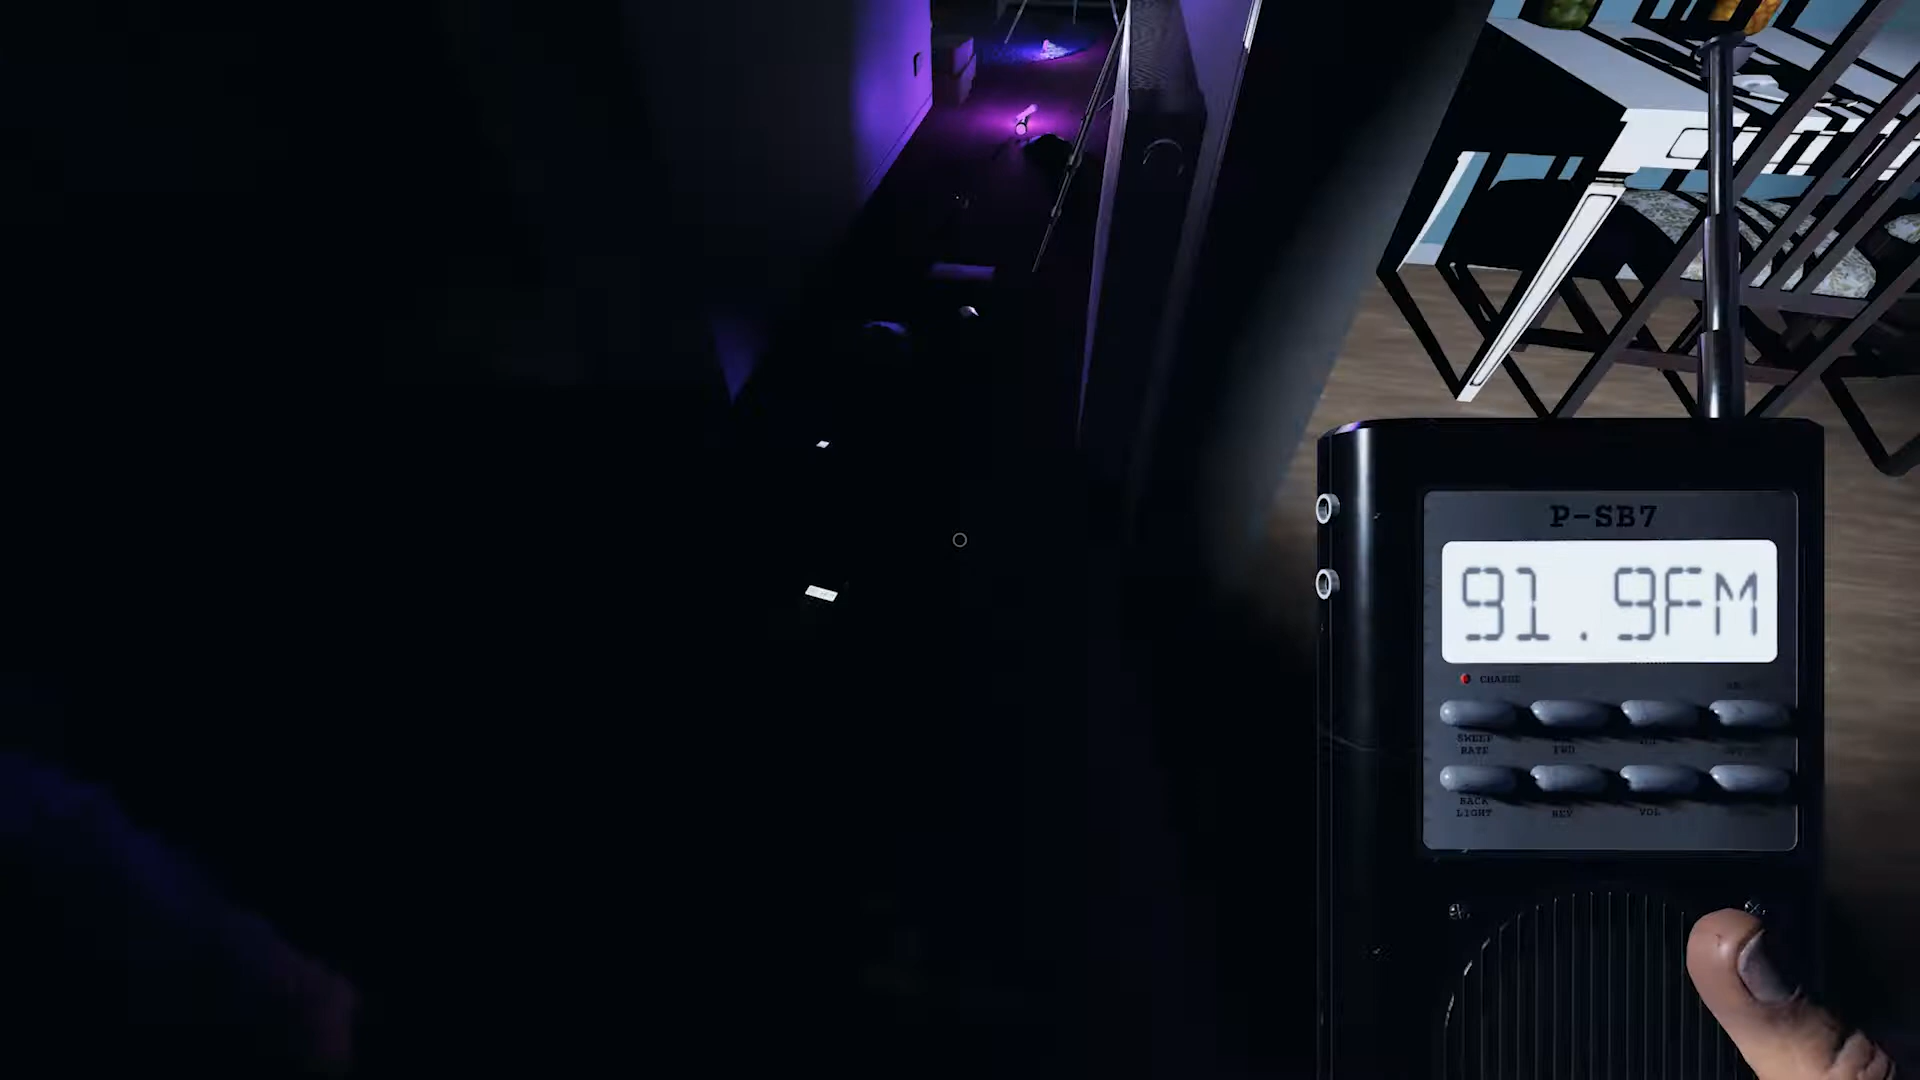 P-SB7
91.9FM
CHARGE
SWEEP
RATE
FWD
BACK
LIGHT
REV
VOL